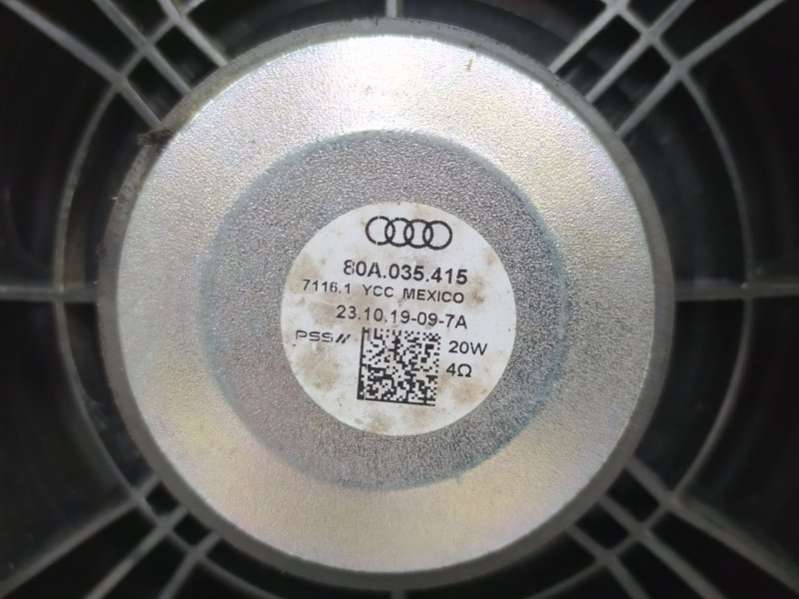 80A.035.415
7116.1 YCC MEXICO
23.10.19-09-7A
PSS// 20W
4Ω